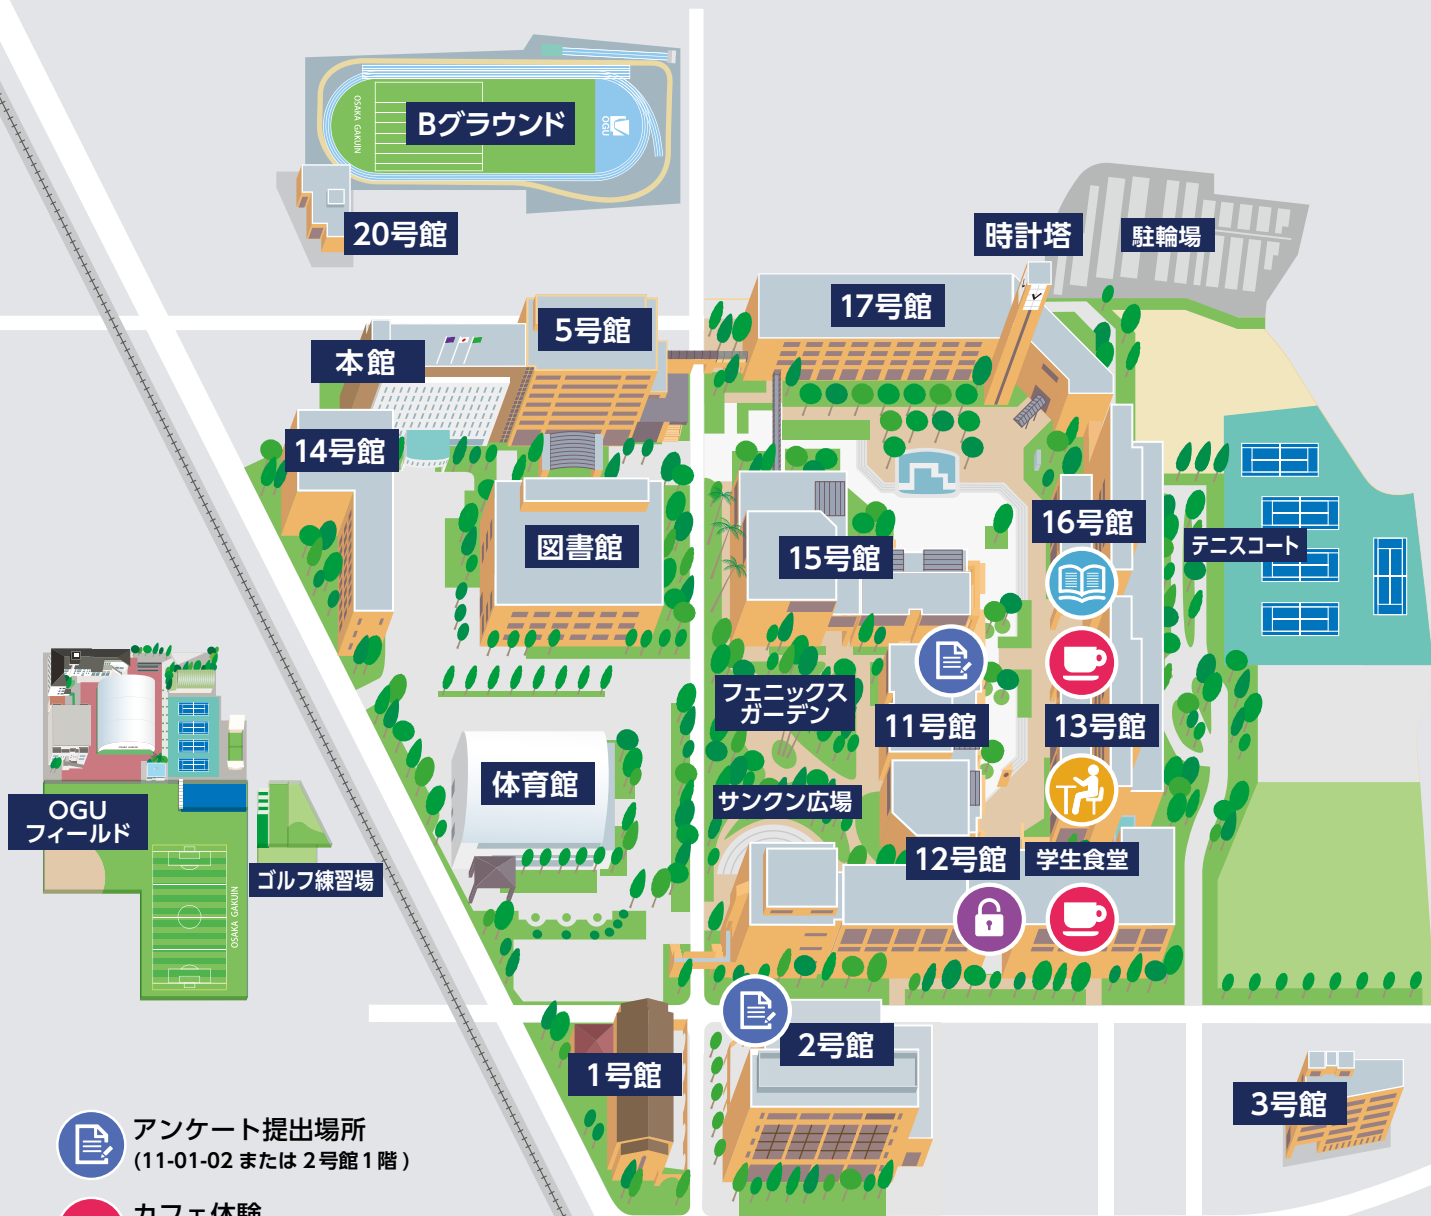 OSAKA GAKUIN
Bグラウンド
OGU
20号館
時計塔
駐輪場
17号館
5号館
本館
14号館
16号館
図書館
15号館
テニスコート
フェニックス
ガーデン
11号館
13号館
体育館
サンクン広場
OGU
フィールド
12号館
学生食堂
ゴルフ練習場
OSAKA GAKUIN
2号館
1号館
3号館
アンケート提出場所
(11-01-02 または 2号館1階)
カフェ体験